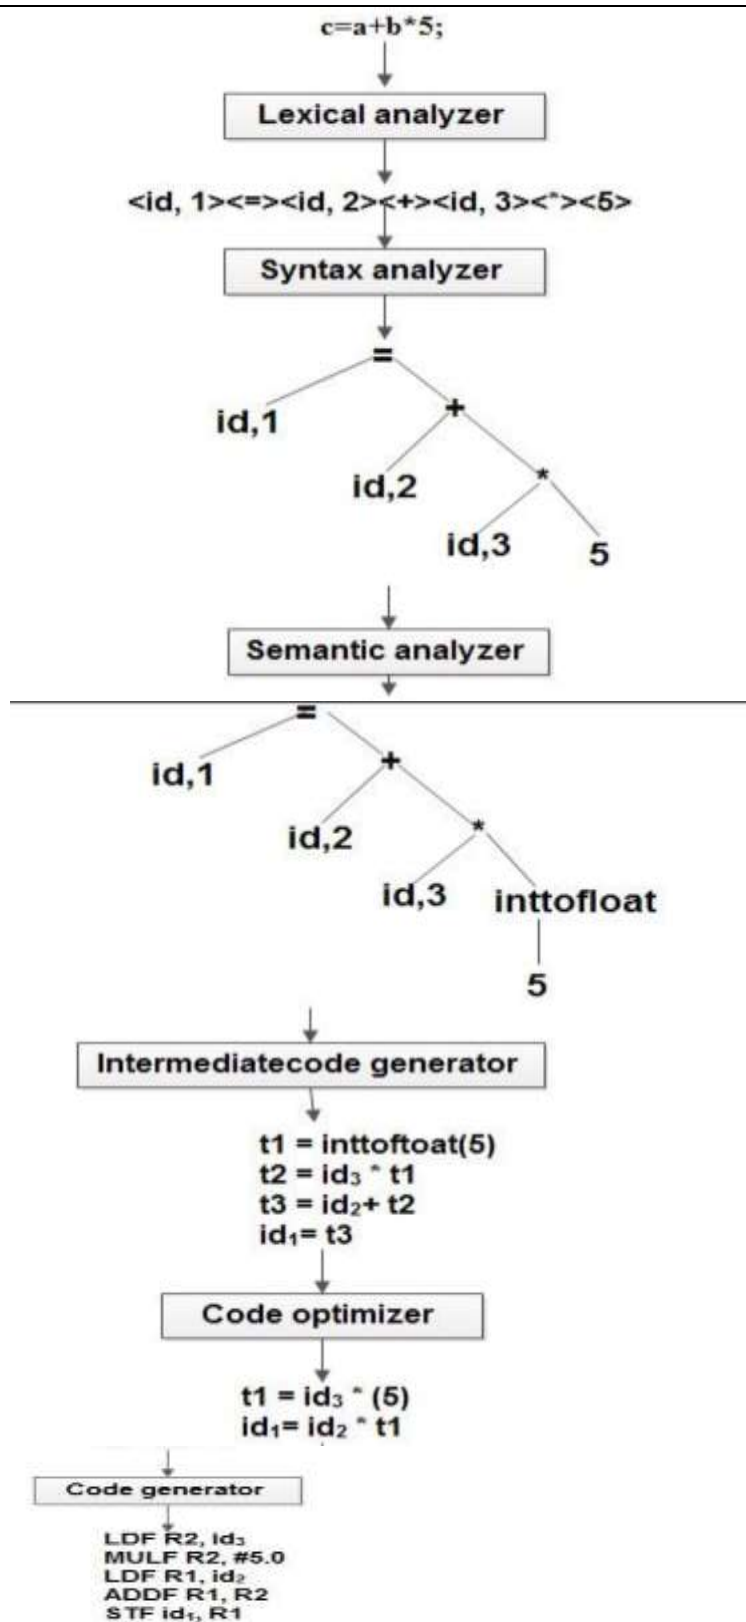 c=a+b*5;
Lexical analyzer
<id, 1><=><id, 2><+><id, 3><*><5>
Syntax analyzer
=
id,1
+
id,2
*
id,3
5
Semantic analyzer
=
id,1
+
id,2
*
id,3 inttofloat
5
Intermediatecode generator
t1 = inttoftoat(5)
t2 = id₃ * t1
t3 = id₂+ t2
id₁= t3
Code optimizer
t1 = id₃ * (5)
id₁= id₂ * t1
Code generator
LDF R2, id₃
MULF R2, #5.0
LDF R1, id₂
ADDF R1, R2
STF id₁, R1